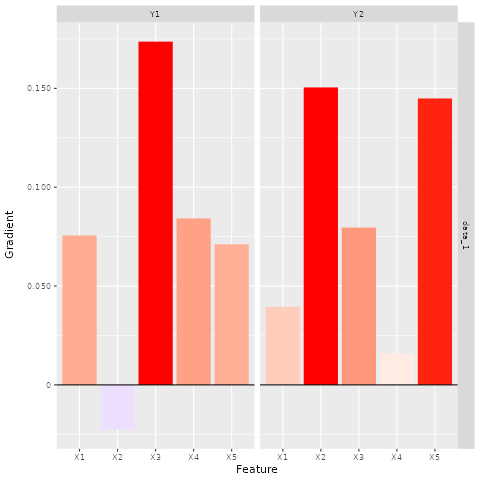 Y1 Y2
0.150
0.100
0.050
0
Gradient
data_1
X1 X2 X3 X4 X5 X1 X2 X3 X4 X5
Feature